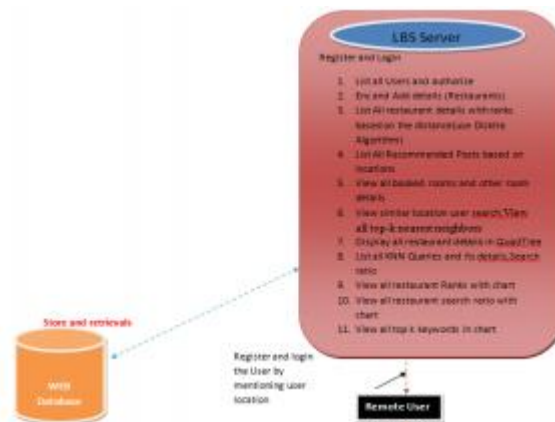 LBS Server
Register and Login
1. List all Users and authorize
2. Enc and Add details (Restaurants)
3. List All restaurant details with ranks
based on the distance(use Dijkstra
Algorithm)
4. List All Recommended Posts based on
locations
5. View all booked rooms and other room
details
6. View similar location user search,View
all top-k nearest neighbors
7. Display all restaurant details in QuadTree
8. List all KNN Queries and its details,Search
ratio
9. View all restaurant Ranks with chart
10. View all restaurant search ratio with
chart
11. View all top k keywords in chart
Store and retrievals
WEB
Database
Register and login
the User by
mentioning user
location
Remote User